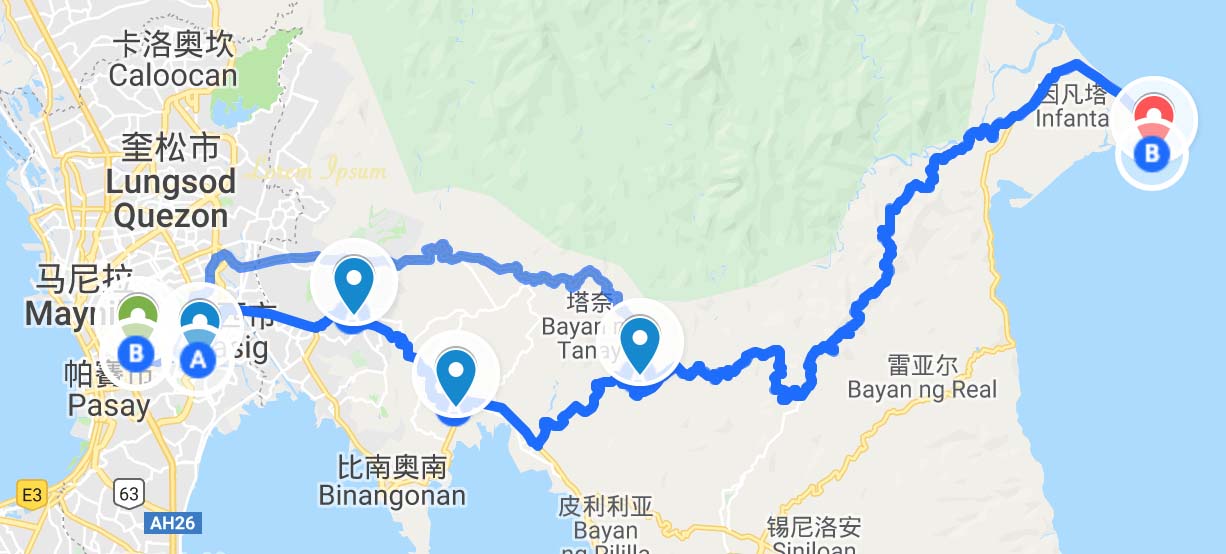 卡洛奥坎
Caloocan
奎松市
Lungsod
Quezon
Lorem Ipsum
因凡塔
Infanta
B
马尼拉
塔奈
Bayan
Tanay
市
B
A
帕赛市
Pasay
雷亚尔
Bayan ng Real
比南奥南
Binangonan
E3
63
AH26
皮利利亚
Bayan
ng Pililla
锡尼洛安
Siniloan